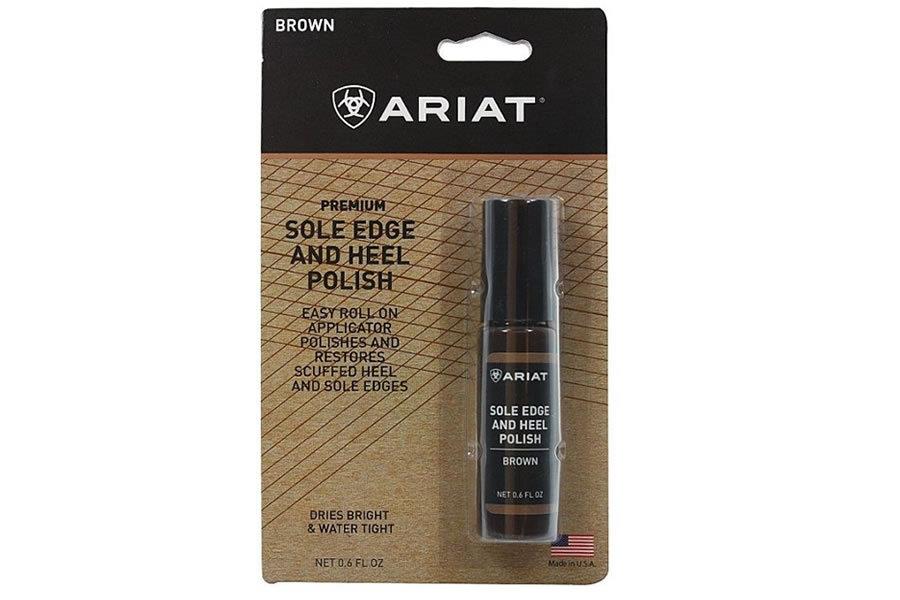 BROWN
ARIAT®
PREMIUM
SOLE EDGE
AND HEEL
POLISH
EASY ROLL ON
APPLICATOR
POLISHES AND
RESTORES
SCUFFED HEEL
AND SOLE EDGES
DRIES BRIGHT
& WATER TIGHT
NET 0.6 FL OZ
ARIAT
SOLE EDGE
AND HEEL
POLISH
BROWN
NET 0.6 FL OZ
Made in U.S.A.